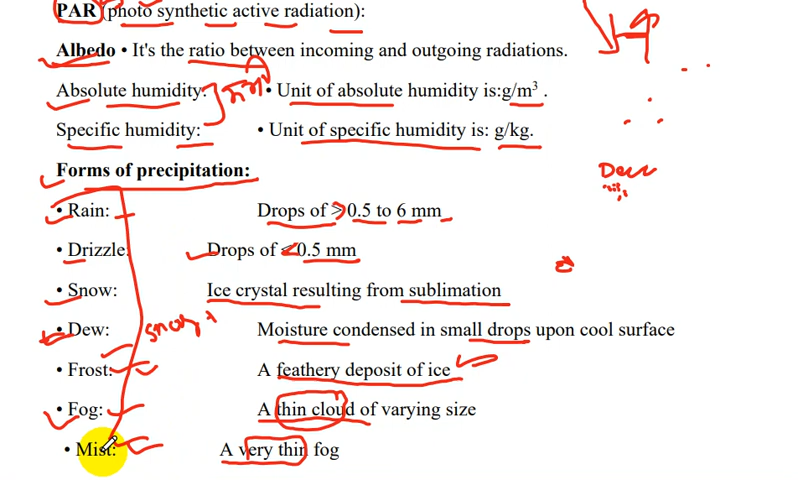 PAR (photo synthetic active radiation):
Albedo • It's the ratio between incoming and outgoing radiations.
Absolute humidity: • Unit of absolute humidity is:g/m³ .
Specific humidity: • Unit of specific humidity is: g/kg.
Forms of precipitation:
Dew
• Rain: Drops of >0.5 to 6 mm
• Drizzle: Drops of <0.5 mm
• Snow: Ice crystal resulting from sublimation
• Dew: Moisture condensed in small drops upon cool surface
• Frost: A feathery deposit of ice
• Fog: A thin cloud of varying size
• Mist: A very thin fog